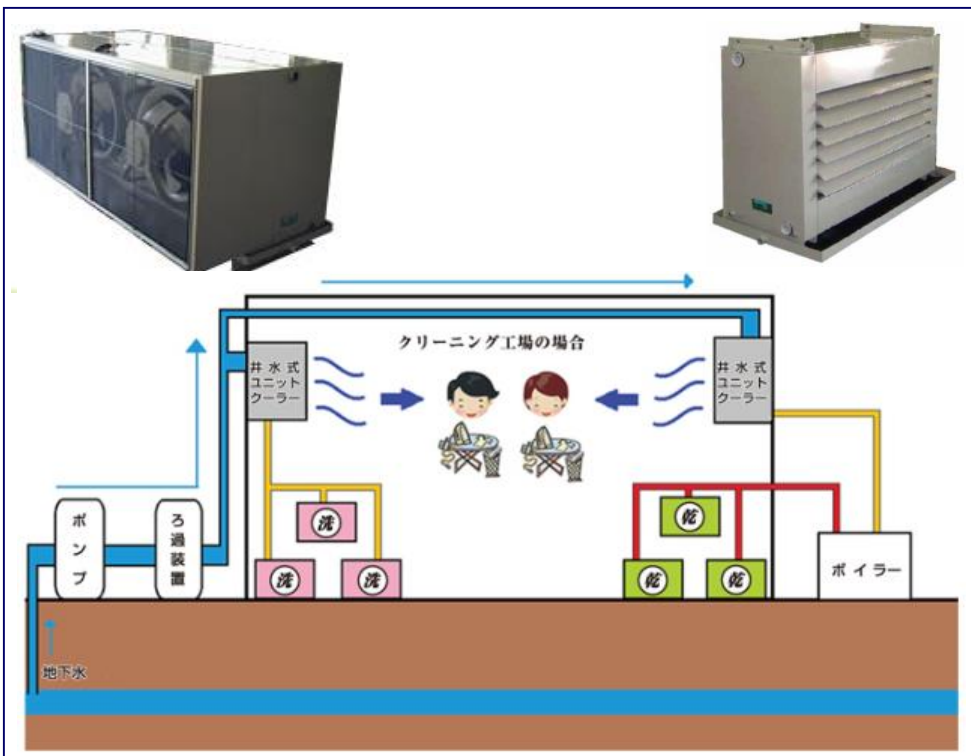 クリーニング工場の場合
井水式
ユニット
クーラー
井水式
ユニット
クーラー
ポンプ
ろ過装置
洗
洗
洗
乾
乾
乾
ボイラー
地下水